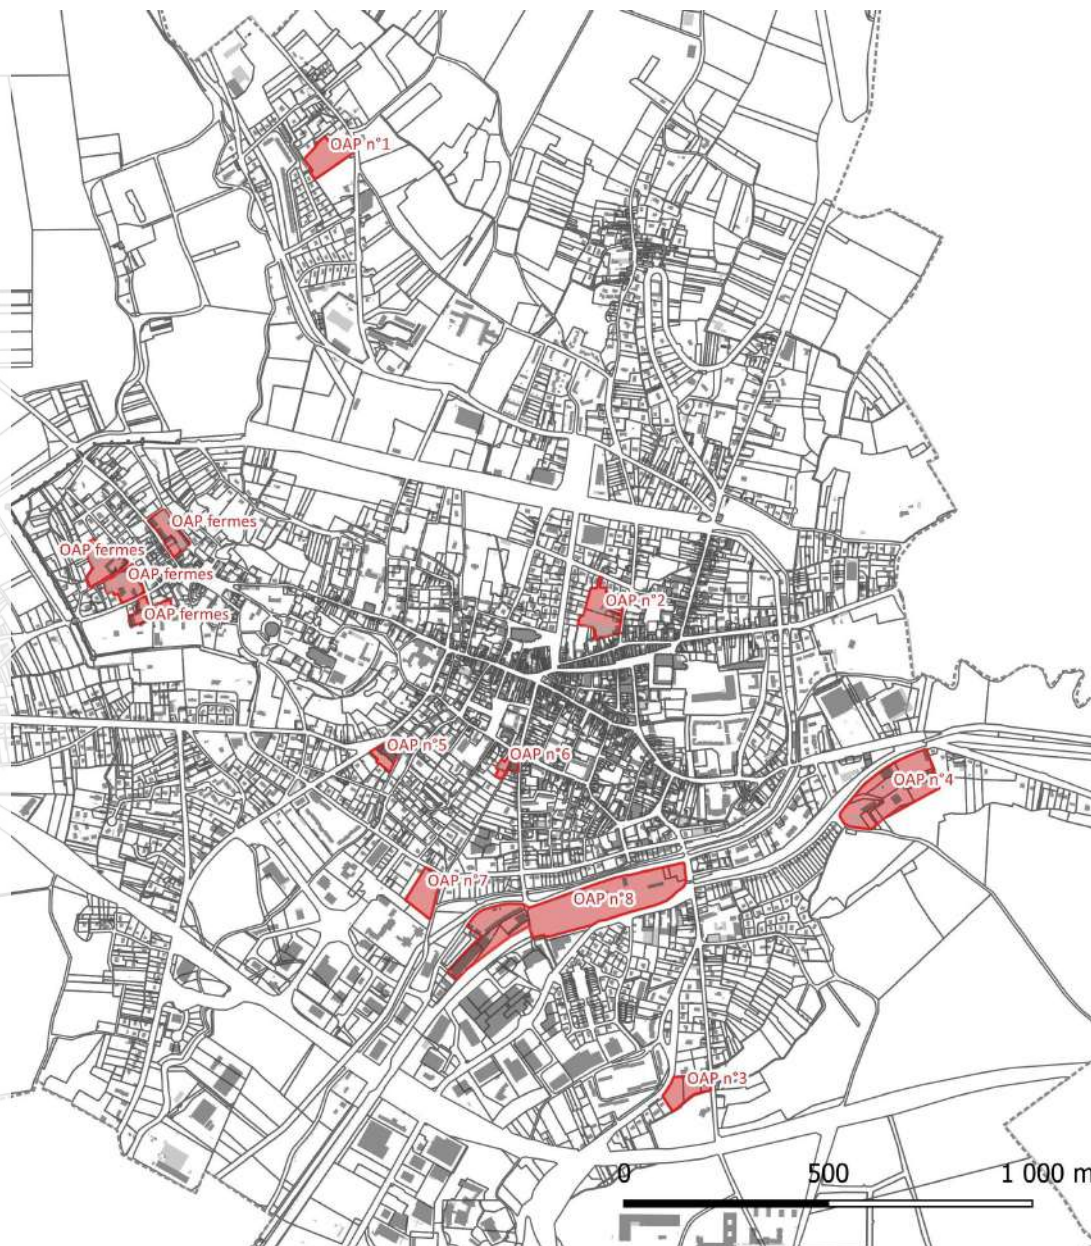 OAP n°1
OAP fermes
OAP fermes
OAP fermes
OAP fermes
OAP n°2
OAP n°5
OAP n°6
OAP n°4
OAP n°7
OAP n°8
OAP n°3
0 500 1 000 m